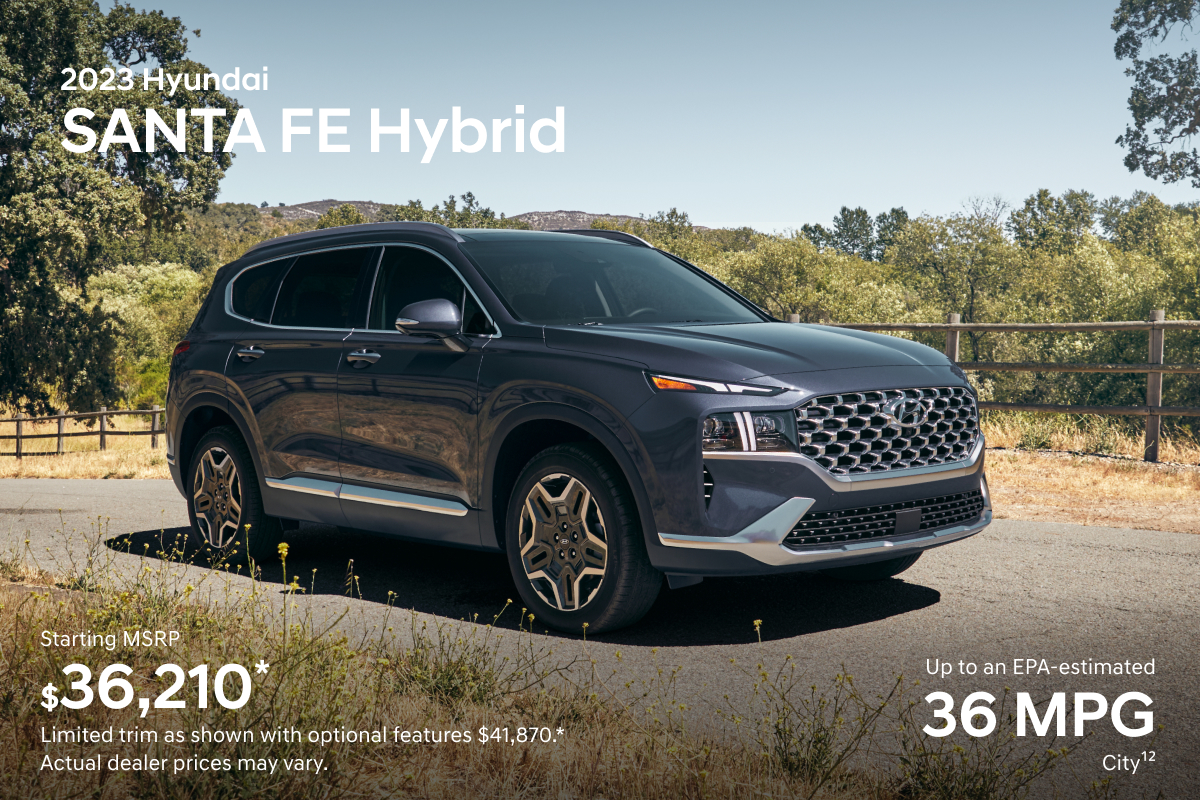 2023 Hyundai
SANTA FE Hybrid
Starting MSRP
$36,210*
Limited trim as shown with optional features $41,870.*
Actual dealer prices may vary.
Up to an EPA-estimated
36 MPG
City¹²